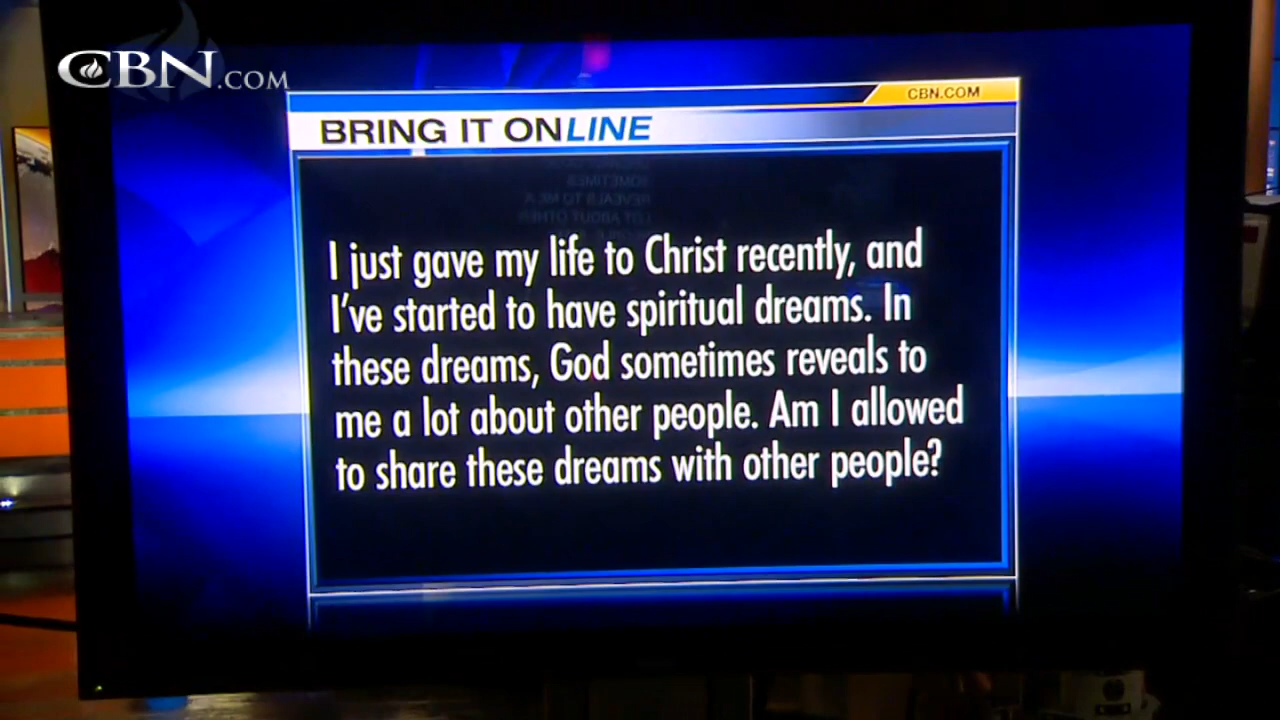 CBN.COM
CBN.COM
BRING IT ONLINE
I just gave my life to Christ recently, and
I've started to have spiritual dreams. In
these dreams, God sometimes reveals to
me a lot about other people. Am I allowed
to share these dreams with other people?